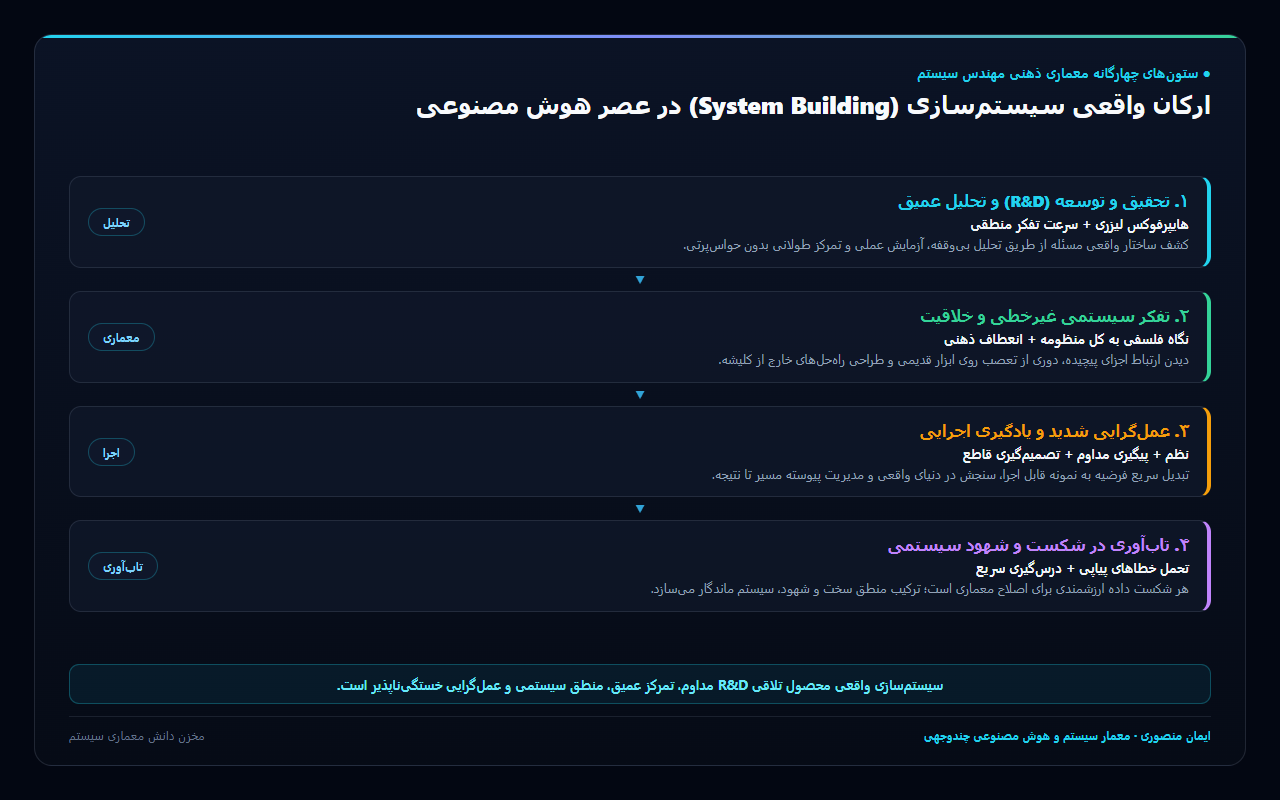 ستون‌های چهارگانه معماری ذهنی مهندس سیستم
ارکان واقعی سیستم‌سازی (System Building) در عصر هوش مصنوعی
۱. تحقیق و توسعه (R&D) و تحلیل عمیق
هایپرفوکس لیزری + سرعت تفکر منطقی
کشف ساختار واقعی مسئله از طریق تحلیل بی‌وقفه، آزمایش عملی و تمرکز طولانی بدون حواس‌پرتی.
تحلیل
۲. تفکر سیستمی غیرخطی و خلاقیت
نگاه فلسفی به کل منظومه + انعطاف ذهنی
دیدن ارتباط اجزای پیچیده، دوری از تعصب روی ابزار قدیمی و طراحی راه‌حل‌های خارج از کلیشه.
معماری
۳. عمل‌گرایی شدید و یادگیری اجرایی
نظم + پیگیری مداوم + تصمیم‌گیری قاطع
تبدیل سریع فرضیه به نمونه قابل اجرا، سنجش در دنیای واقعی و مدیریت پیوسته مسیر تا نتیجه.
اجرا
۴. تاب‌آوری در شکست و شهود سیستمی
تحمل خطاهای پیاپی + درس‌گیری سریع
هر شکست داده ارزشمندی برای اصلاح معماری است؛ ترکیب منطق سخت و شهود، سیستم ماندگار می‌سازد.
تاب‌آوری
سیستم‌سازی واقعی محصول تلاقی R&D مداوم، تمرکز عمیق، منطق سیستمی و عمل‌گرایی خستگی‌ناپذیر است.
ایمان منصوری · معمار سیستم و هوش مصنوعی چندوجهی
مخزن دانش معماری سیستم